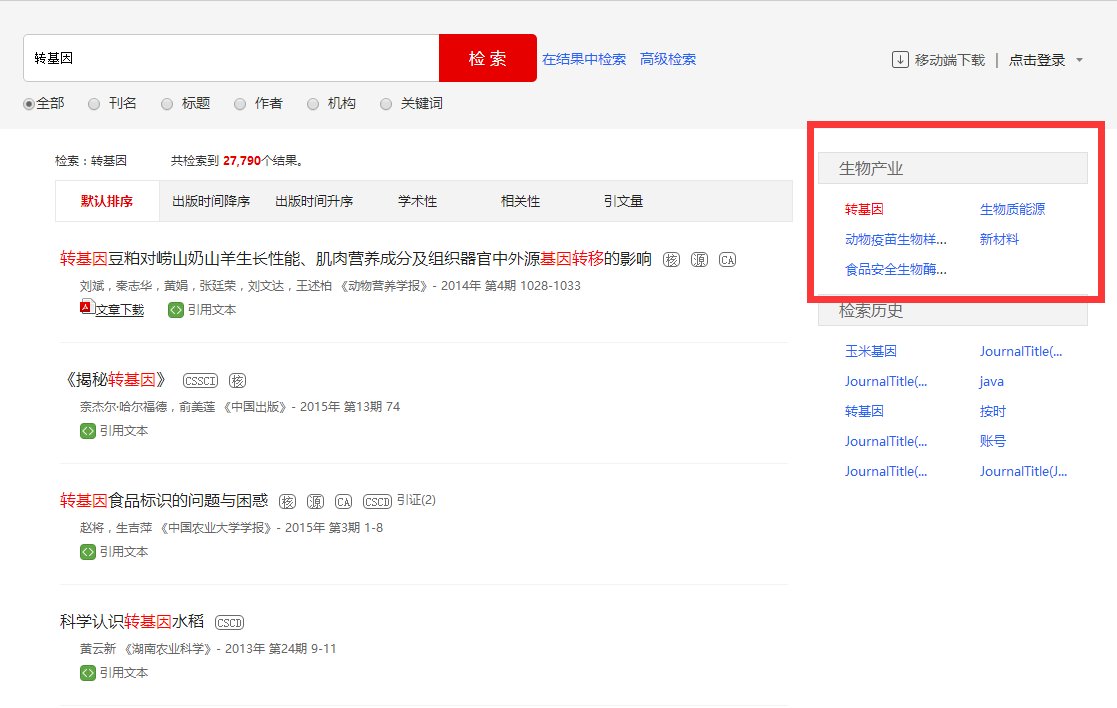 转基因
检 索
在结果中检索 高级检索
移动端下载 | 点击登录
全部 刊名 标题 作者 机构 关键词
检索：转基因 共检索到 27,790个结果。
默认排序 出版时间降序 出版时间升序 学术性 相关性 引文量
转基因豆粕对崂山奶山羊生长性能、肌肉营养成分及组织器官中外源基因转移的影响 核 源 CA
刘斌，秦志华，黄娟，张廷荣，刘文达，王述柏 《动物营养学报》- 2014年 第4期 1028-1033
文章下载 引用文本
《揭秘转基因》 CSSCI 核
奈杰尔·哈尔福德，俞美莲 《中国出版》- 2015年 第13期 74
引用文本
转基因食品标识的问题与困惑 核 源 CA CSCD 引证(2)
赵将，生吉萍 《中国农业大学学报》- 2015年 第3期 1-8
引用文本
科学认识转基因水稻 CSCD
黄云新 《湖南农业科学》- 2013年 第24期 9-11
引用文本
生物产业
转基因 生物质能源
动物疫苗生物样... 新材料
食品安全生物酶...
检索历史
玉米基因 JournalTitle(...
JournalTitle(... java
转基因 按时
JournalTitle(... 账号
JournalTitle(... JournalTitle(J...